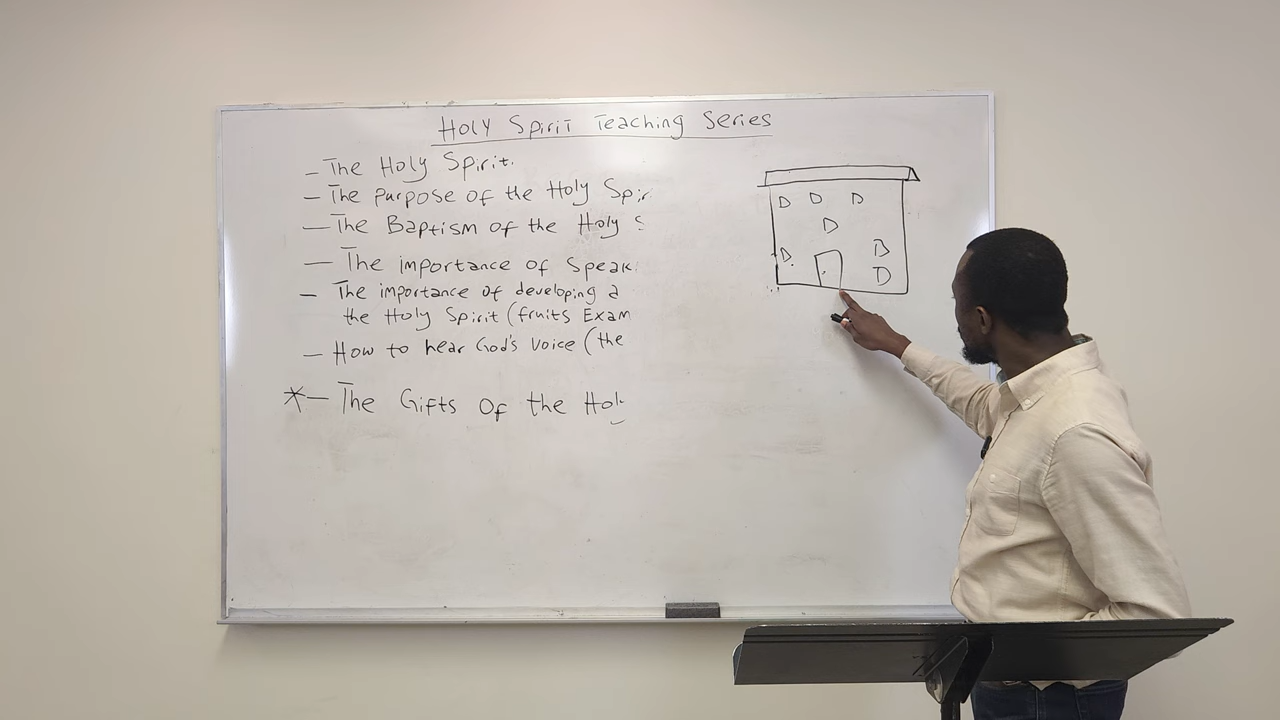 Holy Spirit Teaching Series
- The Holy Spirit.
- The purpose of the Holy Spir
- The Baptism of the Holy S
- The importance of Speak
- The importance of developing a
the Holy Spirit (fruits Exam
- How to hear God's Voice (the
*- The Gifts of the Hol
D D D
D
D D
D